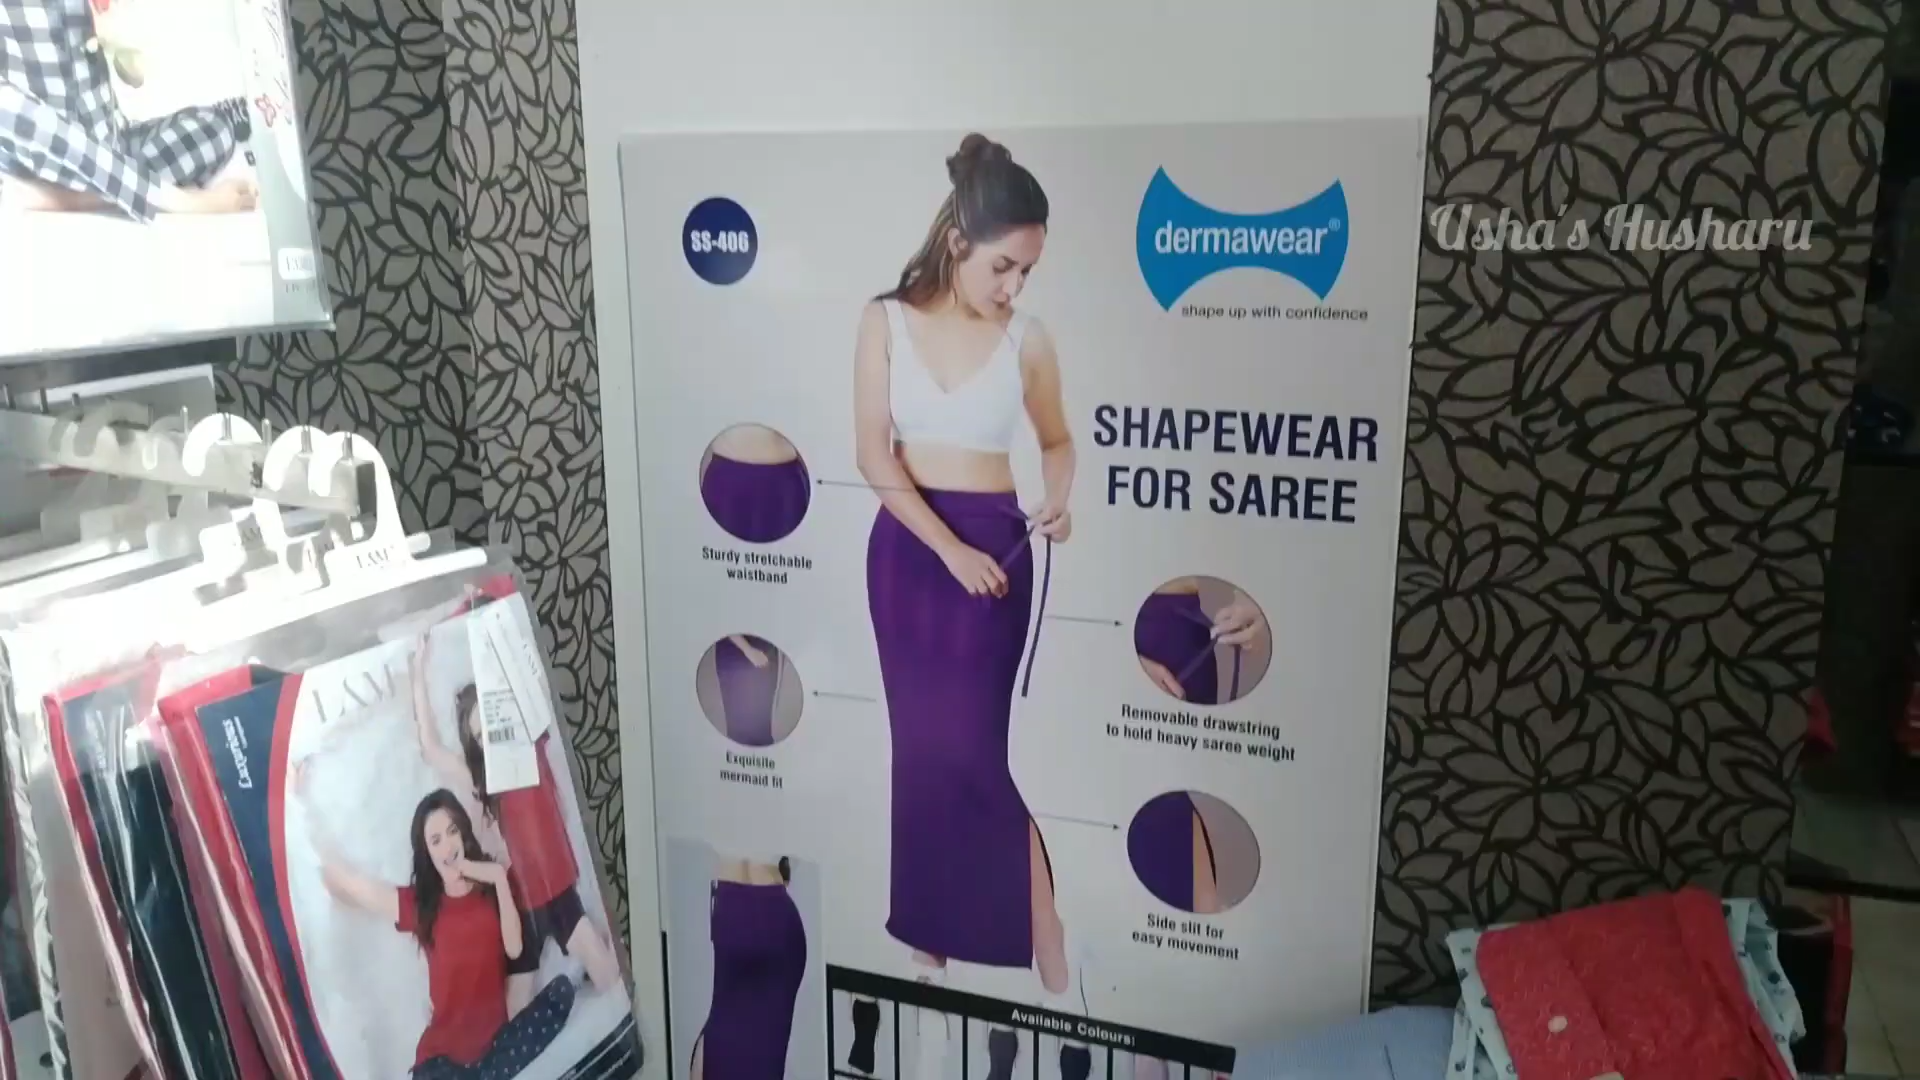 SS-406
dermawear®
shape up with confidence
Usha's Husharu
SHAPEWEAR
FOR SAREE
Sturdy stretchable
waistband
Exquisite
mermaid fit
Removable drawstring
to hold heavy saree weight
Side slit for
easy movement
Available Colours: